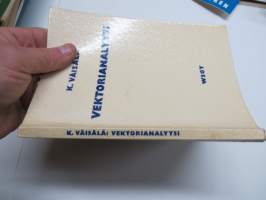 K. VÄISÄLÄ
VEKTORIANALYYSI
WSOY
K. VÄISÄLÄ: VEKTORIANALYYSI